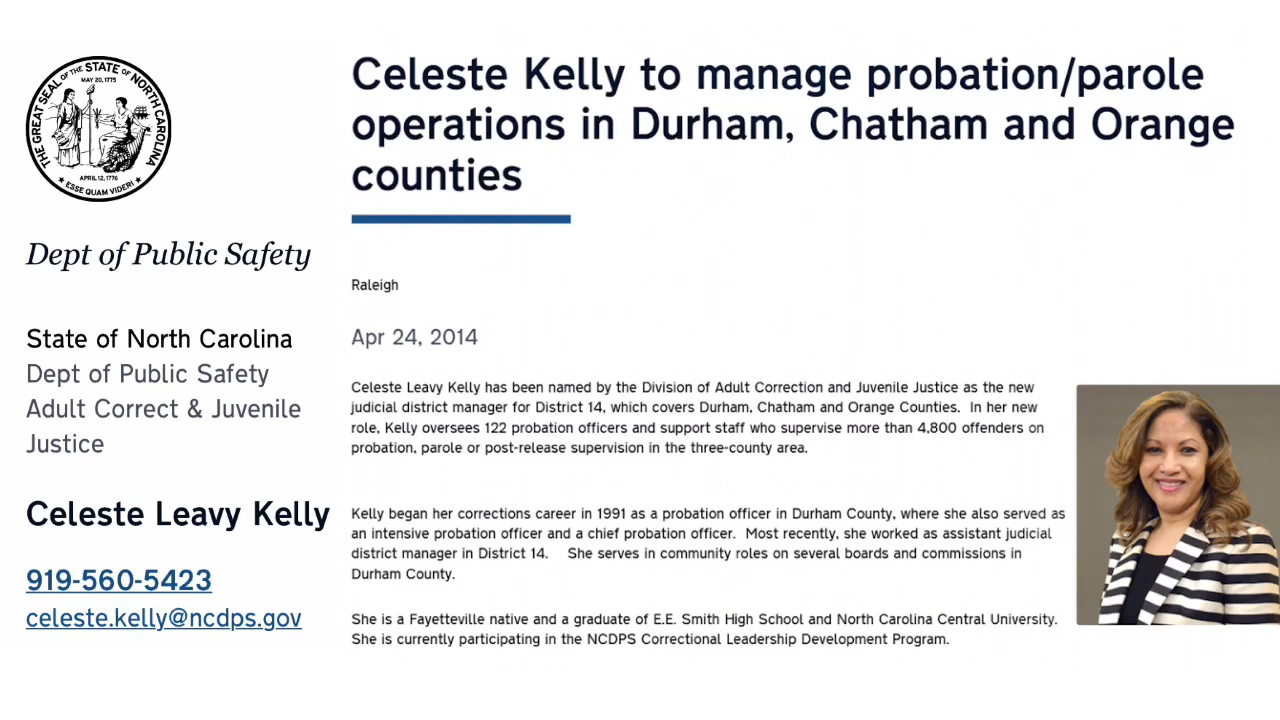 THE GREAT SEAL OF THE STATE OF NORTH CAROLINA
MAY 20, 1775
APRIL 12, 1776
★ ESSE QUAM VIDERI ★
Dept of Public Safety
State of North Carolina
Dept of Public Safety
Adult Correct & Juvenile
Justice
Celeste Leavy Kelly
919-560-5423
celeste.kelly@ncdps.gov
Celeste Kelly to manage probation/parole
operations in Durham, Chatham and Orange
counties
Raleigh
Apr 24, 2014
Celeste Leavy Kelly has been named by the Division of Adult Correction and Juvenile Justice as the new
judicial district manager for District 14, which covers Durham, Chatham and Orange Counties.  In her new
role, Kelly oversees 122 probation officers and support staff who supervise more than 4,800 offenders on
probation, parole or post-release supervision in the three-county area.
Kelly began her corrections career in 1991 as a probation officer in Durham County, where she also served as
an intensive probation officer and a chief probation officer.  Most recently, she worked as assistant judicial
district manager in District 14.    She serves in community roles on several boards and commissions in
Durham County.
She is a Fayetteville native and a graduate of E.E. Smith High School and North Carolina Central University.
She is currently participating in the NCDPS Correctional Leadership Development Program.